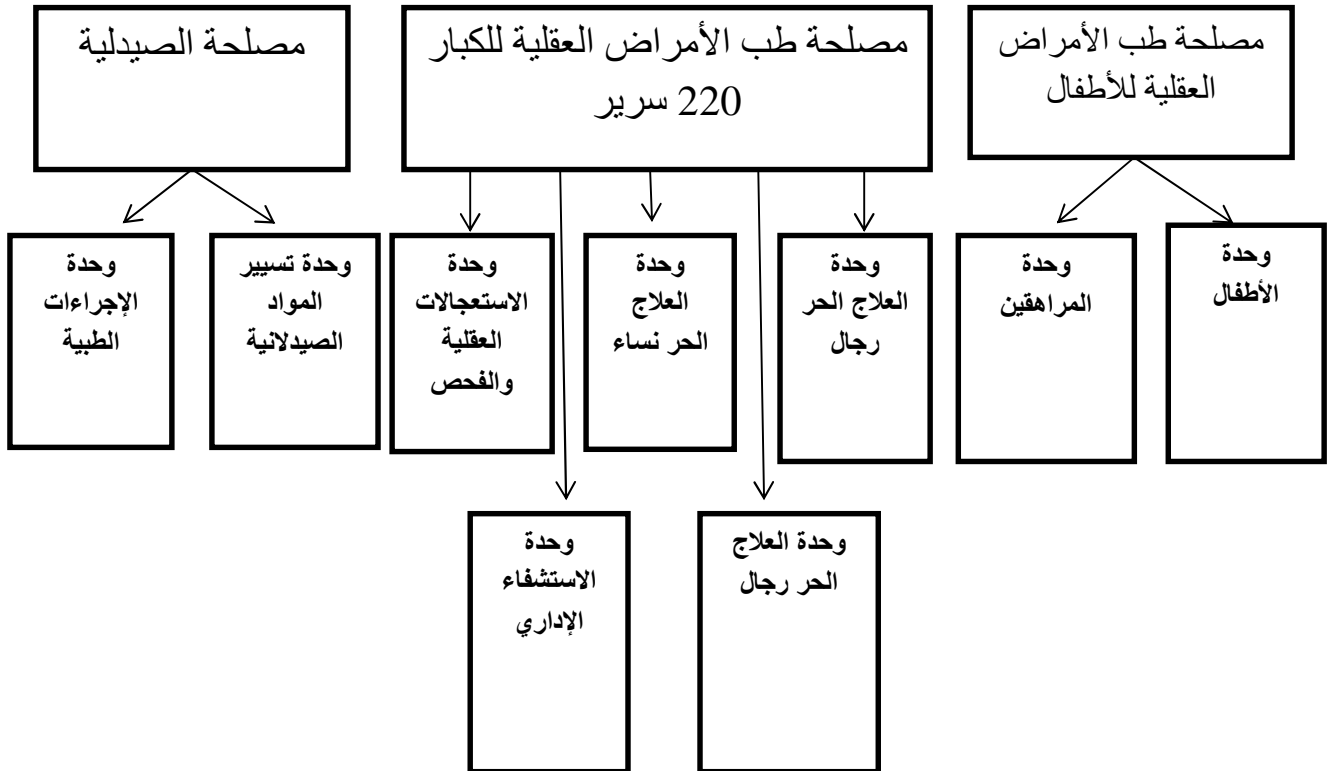 مصلحة طب الأمراض
العقلية للأطفال
مصلحة طب الأمراض العقلية للكبار
220 سرير
مصلحة الصيدلية
وحدة
الأطفال
وحدة
المراهقين
وحدة
العلاج الحر
رجال
وحدة
العلاج
الحر نساء
وحدة
الاستعجالات
العقلية
والفحص
وحدة تسيير
المواد
الصيدلانية
وحدة
الإجراءات
الطبية
وحدة العلاج
الحر رجال
وحدة
الاستشفاء
الإداري